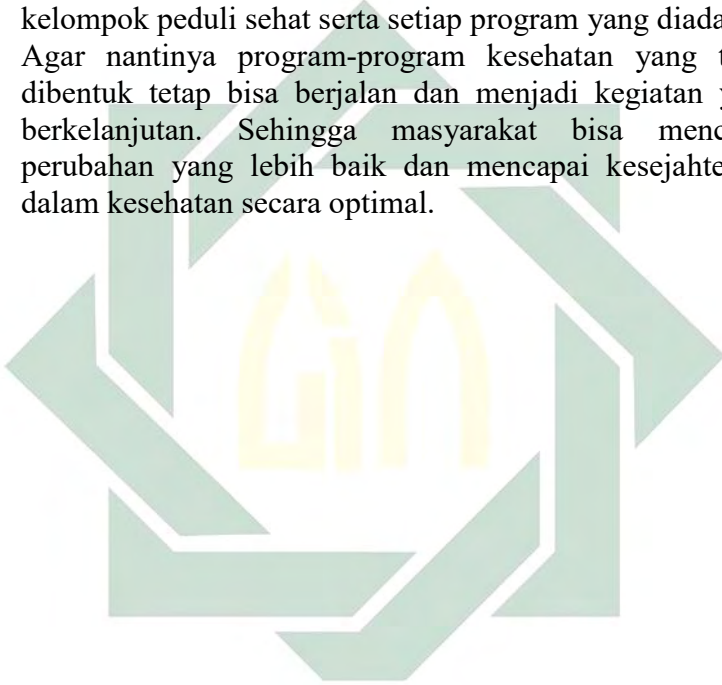 kelompok peduli sehat serta setiap program yang diada
Agar nantinya program-program kesehatan yang t
dibentuk tetap bisa berjalan dan menjadi kegiatan y
berkelanjutan. Sehingga masyarakat bisa menc
perubahan yang lebih baik dan mencapai kesejahte
dalam kesehatan secara optimal.